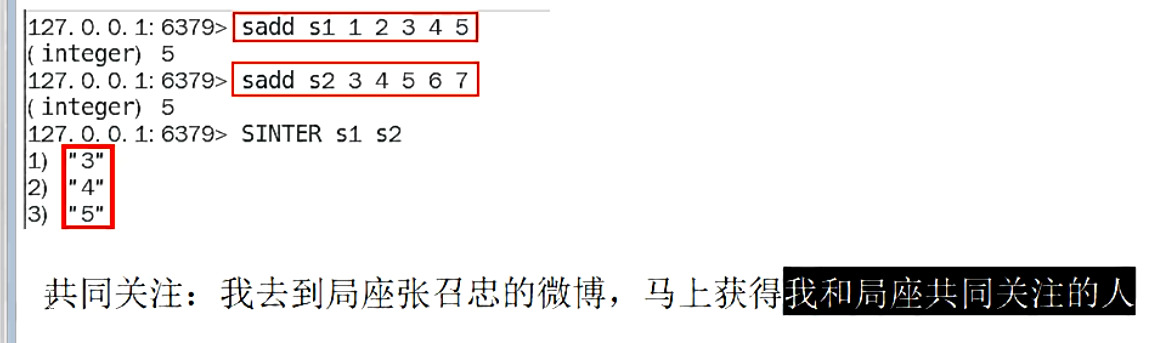 127.0.0.1:6379> sadd s1 1 2 3 4 5
(integer) 5
127.0.0.1:6379> sadd s2 3 4 5 6 7
(integer) 5
127.0.0.1:6379> SINTER s1 s2
1) "3"
2) "4"
3) "5"
共同关注：我去到局座张召忠的微博，马上获得我和局座共同关注的人